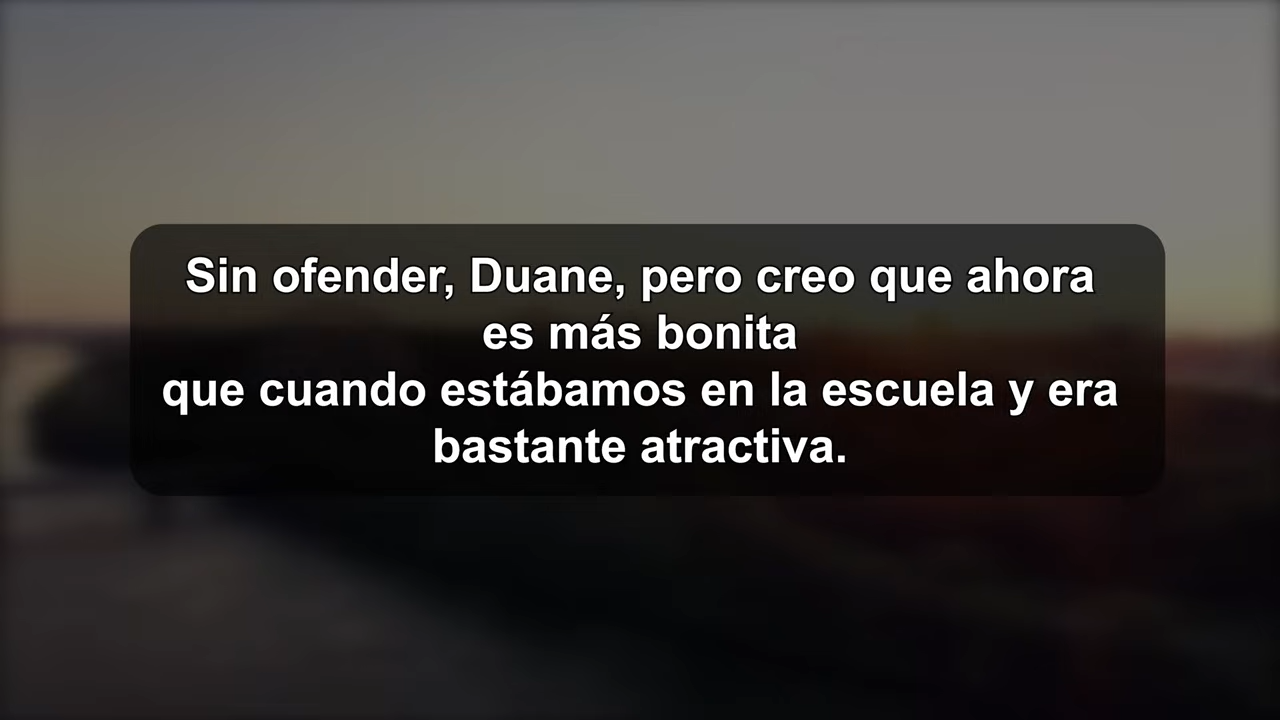 Sin ofender, Duane, pero creo que ahora
es más bonita
que cuando estábamos en la escuela y era
bastante atractiva.